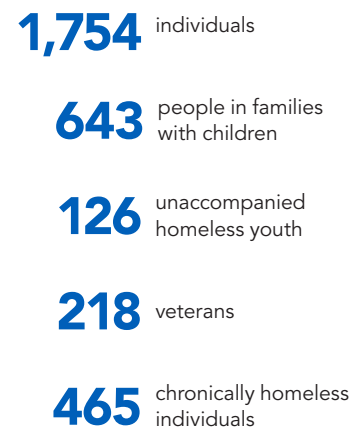 1,754 individuals
643 people in families
with children
126 unaccompanied
homeless youth
218 veterans
465 chronically homeless
individuals